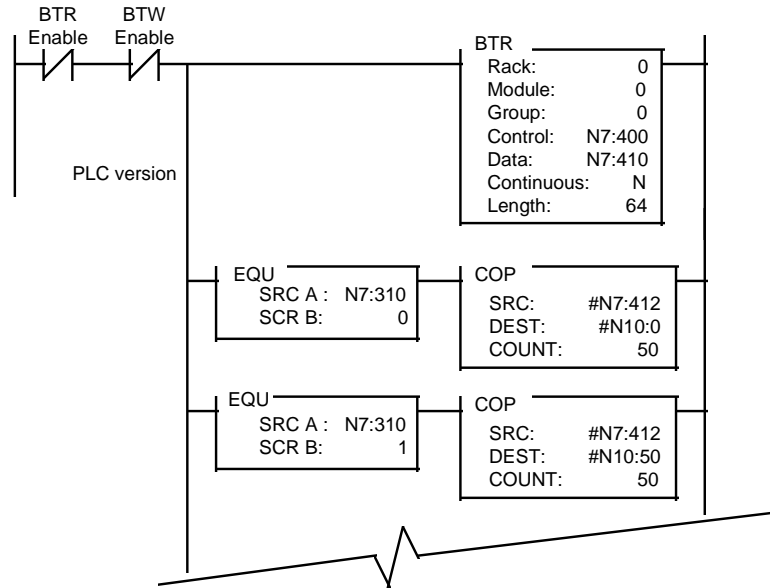 BTR
Enable
BTW
Enable
PLC version
BTR
Rack: 0
Module: 0
Group: 0
Control: N7:400
Data: N7:410
Continuous: N
Length: 64
EQU
SRC A : N7:310
SCR B: 0
COP
SRC: #N7:412
DEST: #N10:0
COUNT: 50
EQU
SRC A : N7:310
SCR B: 1
COP
SRC: #N7:412
DEST: #N10:50
COUNT: 50